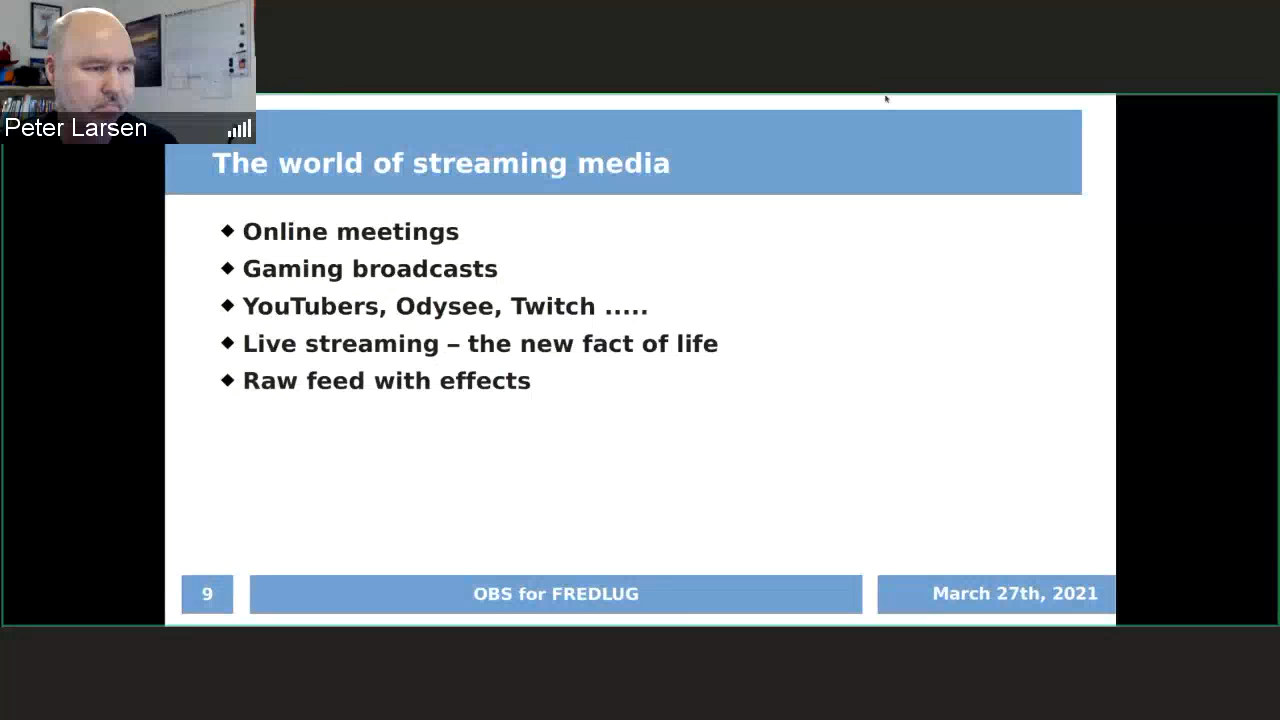 Peter Larsen
The world of streaming media
Online meetings
Gaming broadcasts
YouTubers, Odysee, Twitch .....
Live streaming – the new fact of life
Raw feed with effects
9
OBS for FREDLUG
March 27th, 2021